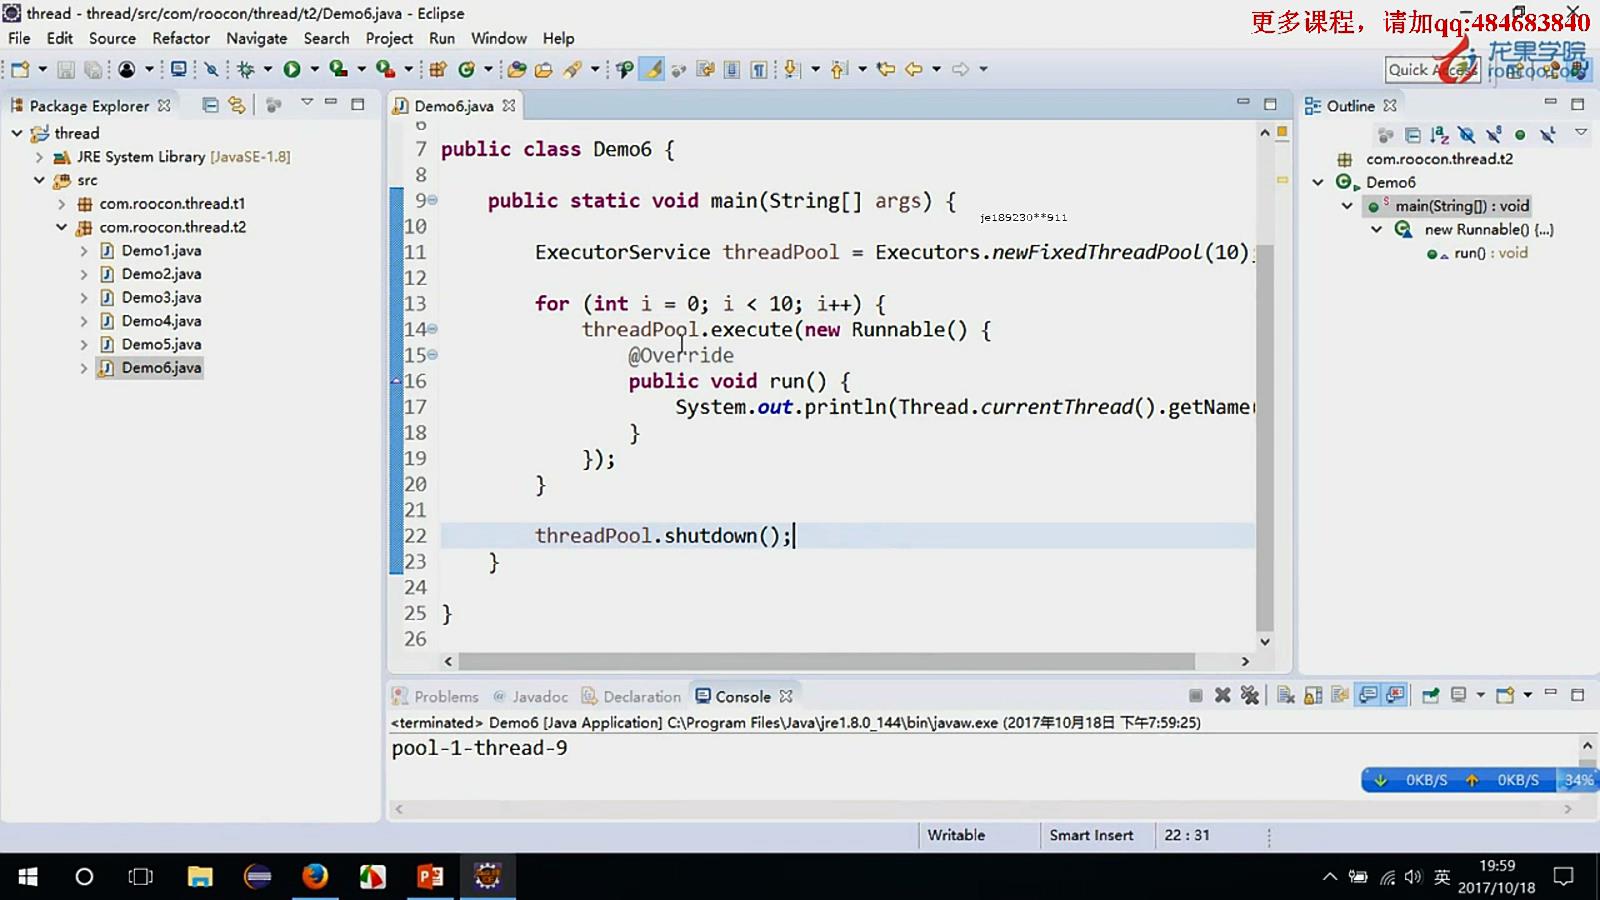 thread - thread/src/com/roocon/thread/t2/Demo6.java - Eclipse
更多课程，请加qq:484683840
File Edit Source Refactor Navigate Search Project Run Window Help
龙果学院
Quick Access
roncoo.com
Package Explorer
Demo6.java
Outline
thread
JRE System Library [JavaSE-1.8]
src
com.roocon.thread.t1
com.roocon.thread.t2
Demo1.java
Demo2.java
Demo3.java
Demo4.java
Demo5.java
Demo6.java
6
7 public class Demo6 {
8
9 public static void main(String[] args) {
je189230**911
10
11 ExecutorService threadPool = Executors.newFixedThreadPool(10);
12
13 for (int i = 0; i < 10; i++) {
14 threadPool.execute(new Runnable() {
15 @Override
16 public void run() {
17 System.out.println(Thread.currentThread().getName(
18 }
19 });
20 }
21
22 threadPool.shutdown();
23 }
24
25 }
26
com.roocon.thread.t2
Demo6
main(String[]) : void
new Runnable() {...}
run() : void
Problems @ Javadoc Declaration Console
<terminated> Demo6 [Java Application] C:\Program Files\Java\jre1.8.0_144\bin\javaw.exe (2017年10月18日 下午7:59:25)
pool-1-thread-9
0KB/S 0KB/S 34%
Writable Smart Insert 22 : 31
英
19:59
2017/10/18